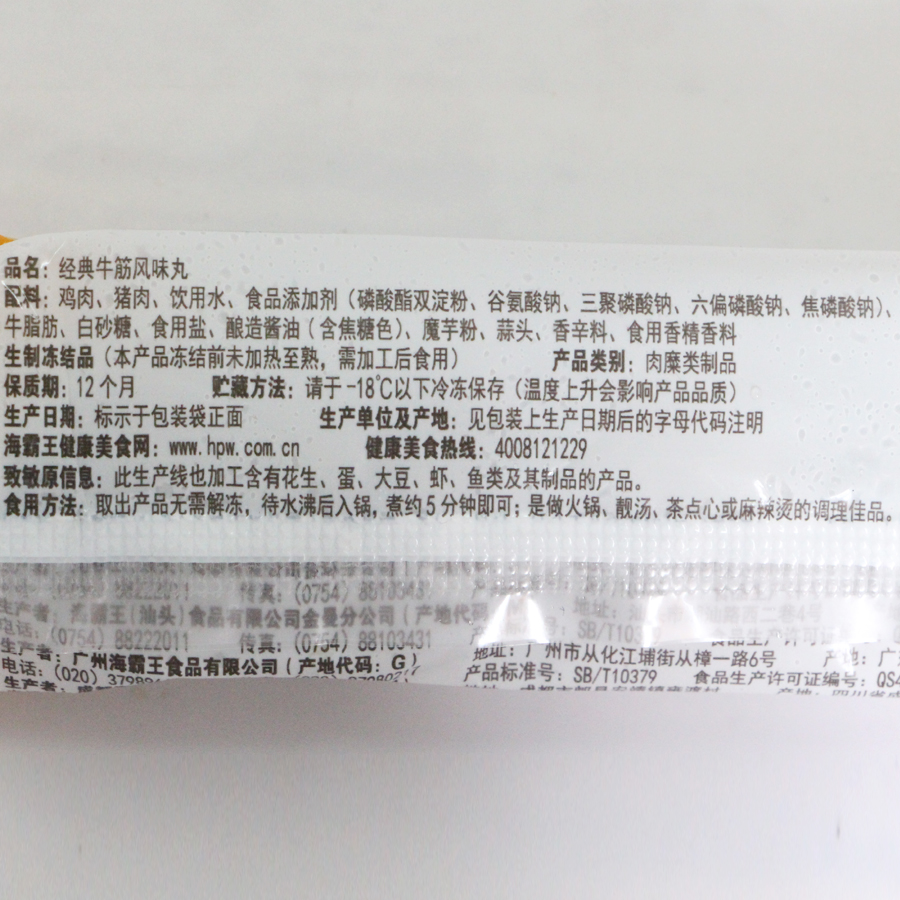 品名：经典牛筋风味丸
配料：鸡肉、猪肉、饮用水、食品添加剂（磷酸酯双淀粉、谷氨酸钠、三聚磷酸钠、六偏磷酸钠、焦磷酸钠）、
牛脂肪、白砂糖、食用盐、酿造酱油（含焦糖色）、魔芋粉、蒜头、香辛料、食用香精香料
生制冻结品（本产品冻结前未加热至熟，需加工后食用） 产品类别：肉糜类制品
保质期：12个月 贮藏方法：请于-18℃以下冷冻保存（温度上升会影响产品品质）
生产日期：标示于包装袋正面 生产单位及产地：见包装上生产日期后的字母代码注明
海霸王健康美食网：www.hpw.com.cn 健康美食热线：4008121229
致敏原信息：此生产线也加工含有花生、蛋、大豆、虾、鱼类及其制品的产品。
食用方法：取出产品无需解冻，待水沸后入锅，煮约5分钟即可；是做火锅、靓汤、茶点心或麻辣烫的调理佳品。
传真：(0754)
生产者：海霸王(汕头)食品有限公司金曼分公司(产地代码 地址：
电话：(0754) 88222011 传真：(0754) 88103431 SB/T103
生产者：广州海霸王食品有限公司(产地代码：G) 地址：广州市从化江埔街从樟一路6号 产地：广
电话：(020) 产品标准号：SB/T10379 食品生产许可证编号：QS4
生产者：